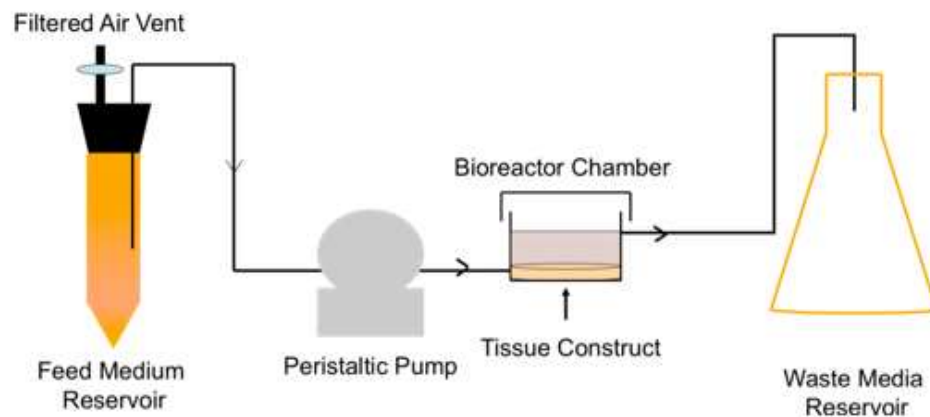 Filtered Air Vent
Bioreactor Chamber
Peristaltic Pump
Tissue Construct
Feed Medium
Reservoir
Waste Media
Reservoir